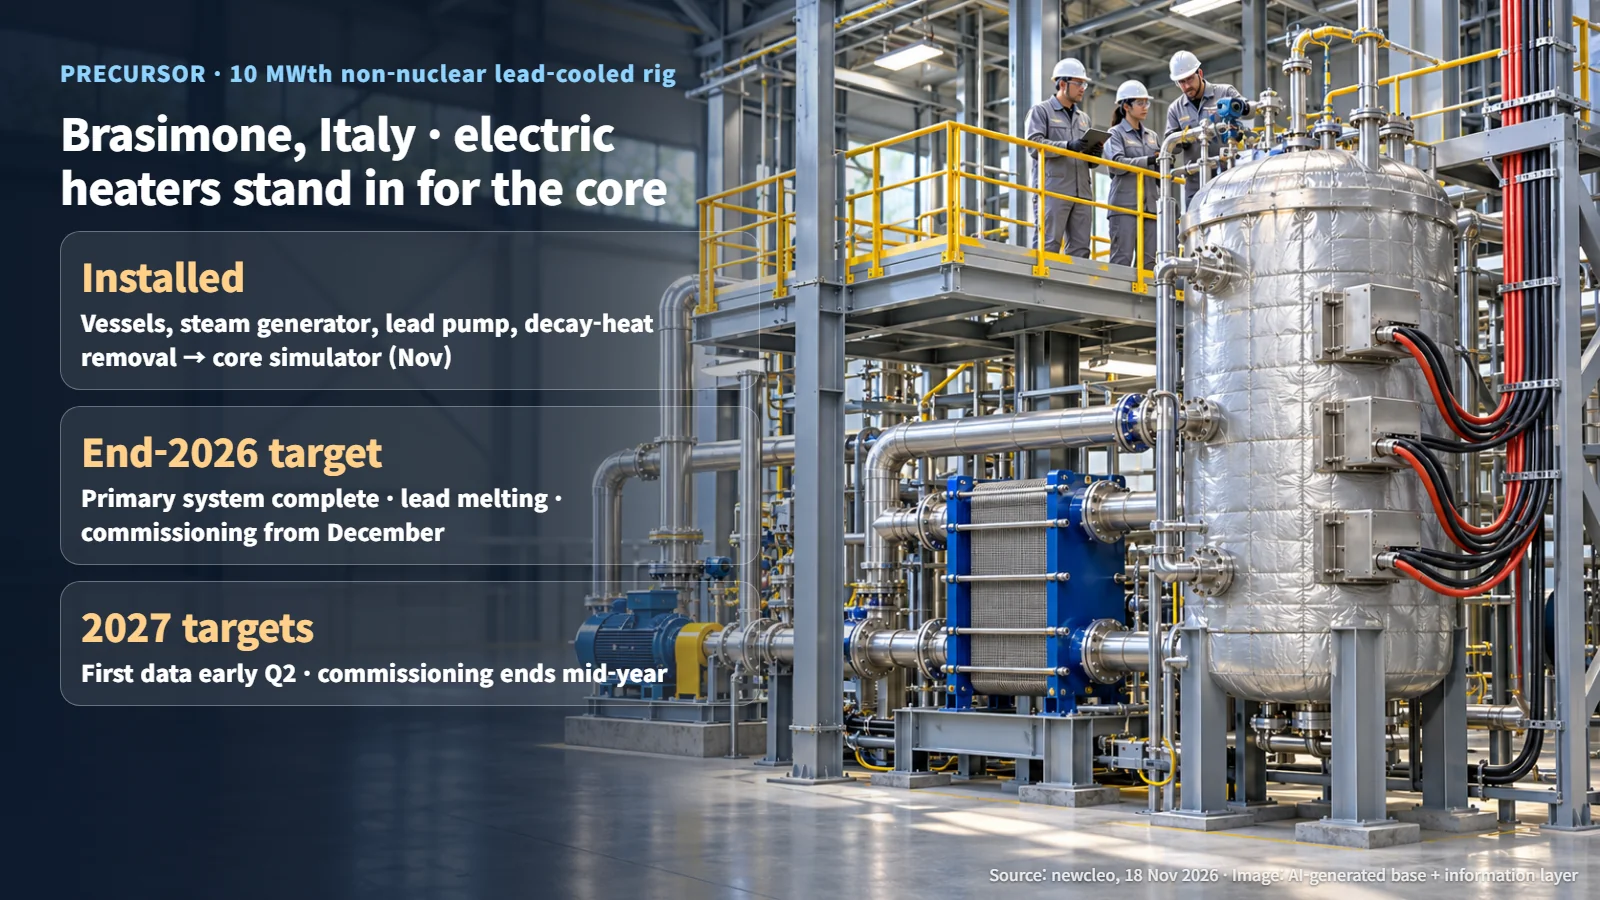 PRECURSOR · 10 MWth non-nuclear lead-cooled rig
Brasimone, Italy · electric
heaters stand in for the core
Installed
Vessels, steam generator, lead pump, decay-heat
removal → core simulator (Nov)
End-2026 target
Primary system complete · lead melting ·
commissioning from December
2027 targets
First data early Q2 · commissioning ends mid-year
Source: newcleo, 18 Nov 2026 · Image: AI-generated base + information layer